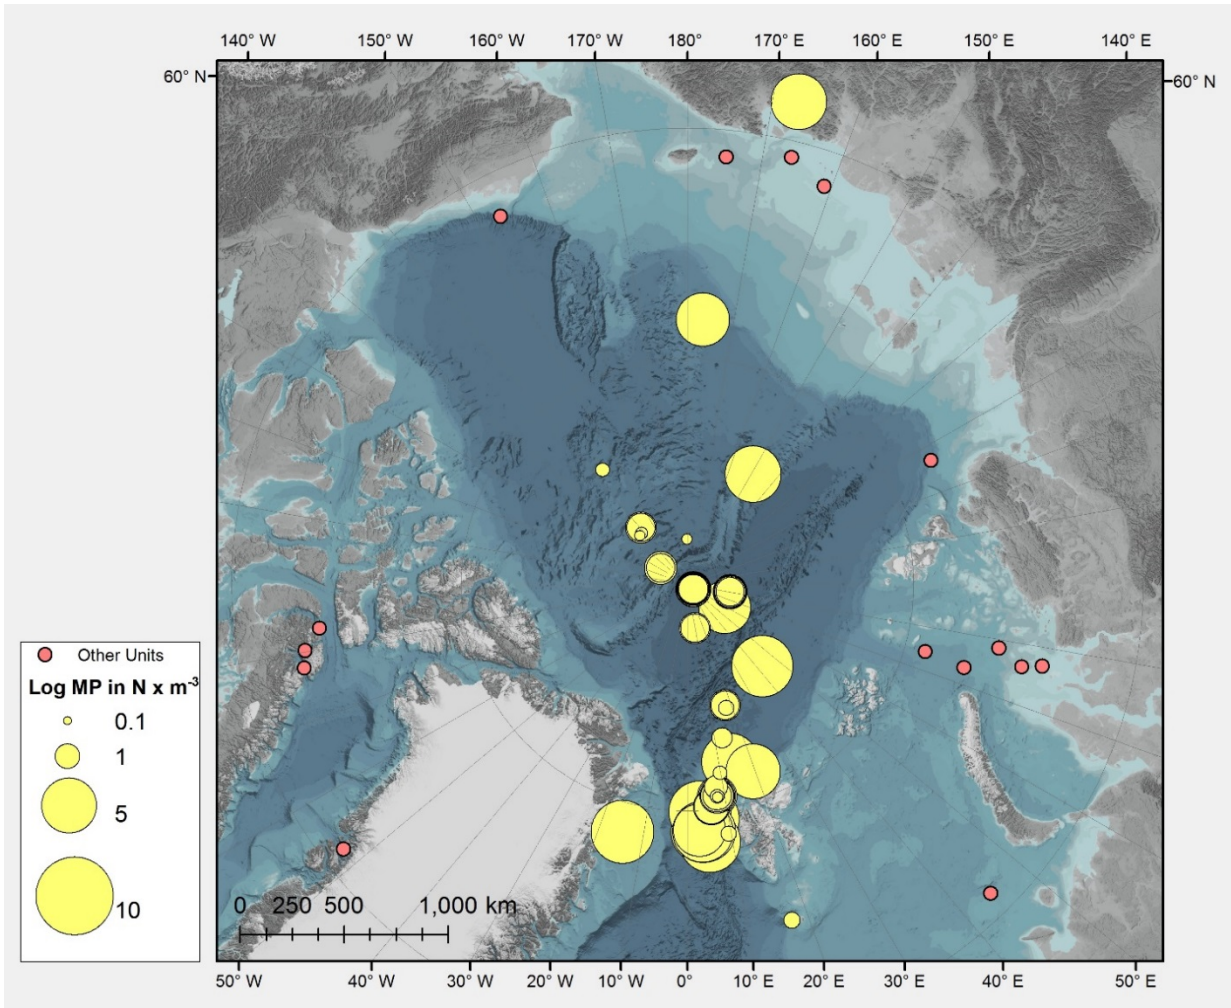 140° W 150° W 160° W 170° W 180° 170° E 160° E 150° E 140° E
60° N 60° N
Other Units
Log MP in N x m-3
0.1
1
5
10
0 250 500 1,000 km
50° W 40° W 30° W 20° W 10° W 0° 10° E 20° E 30° E 40° E 50° E